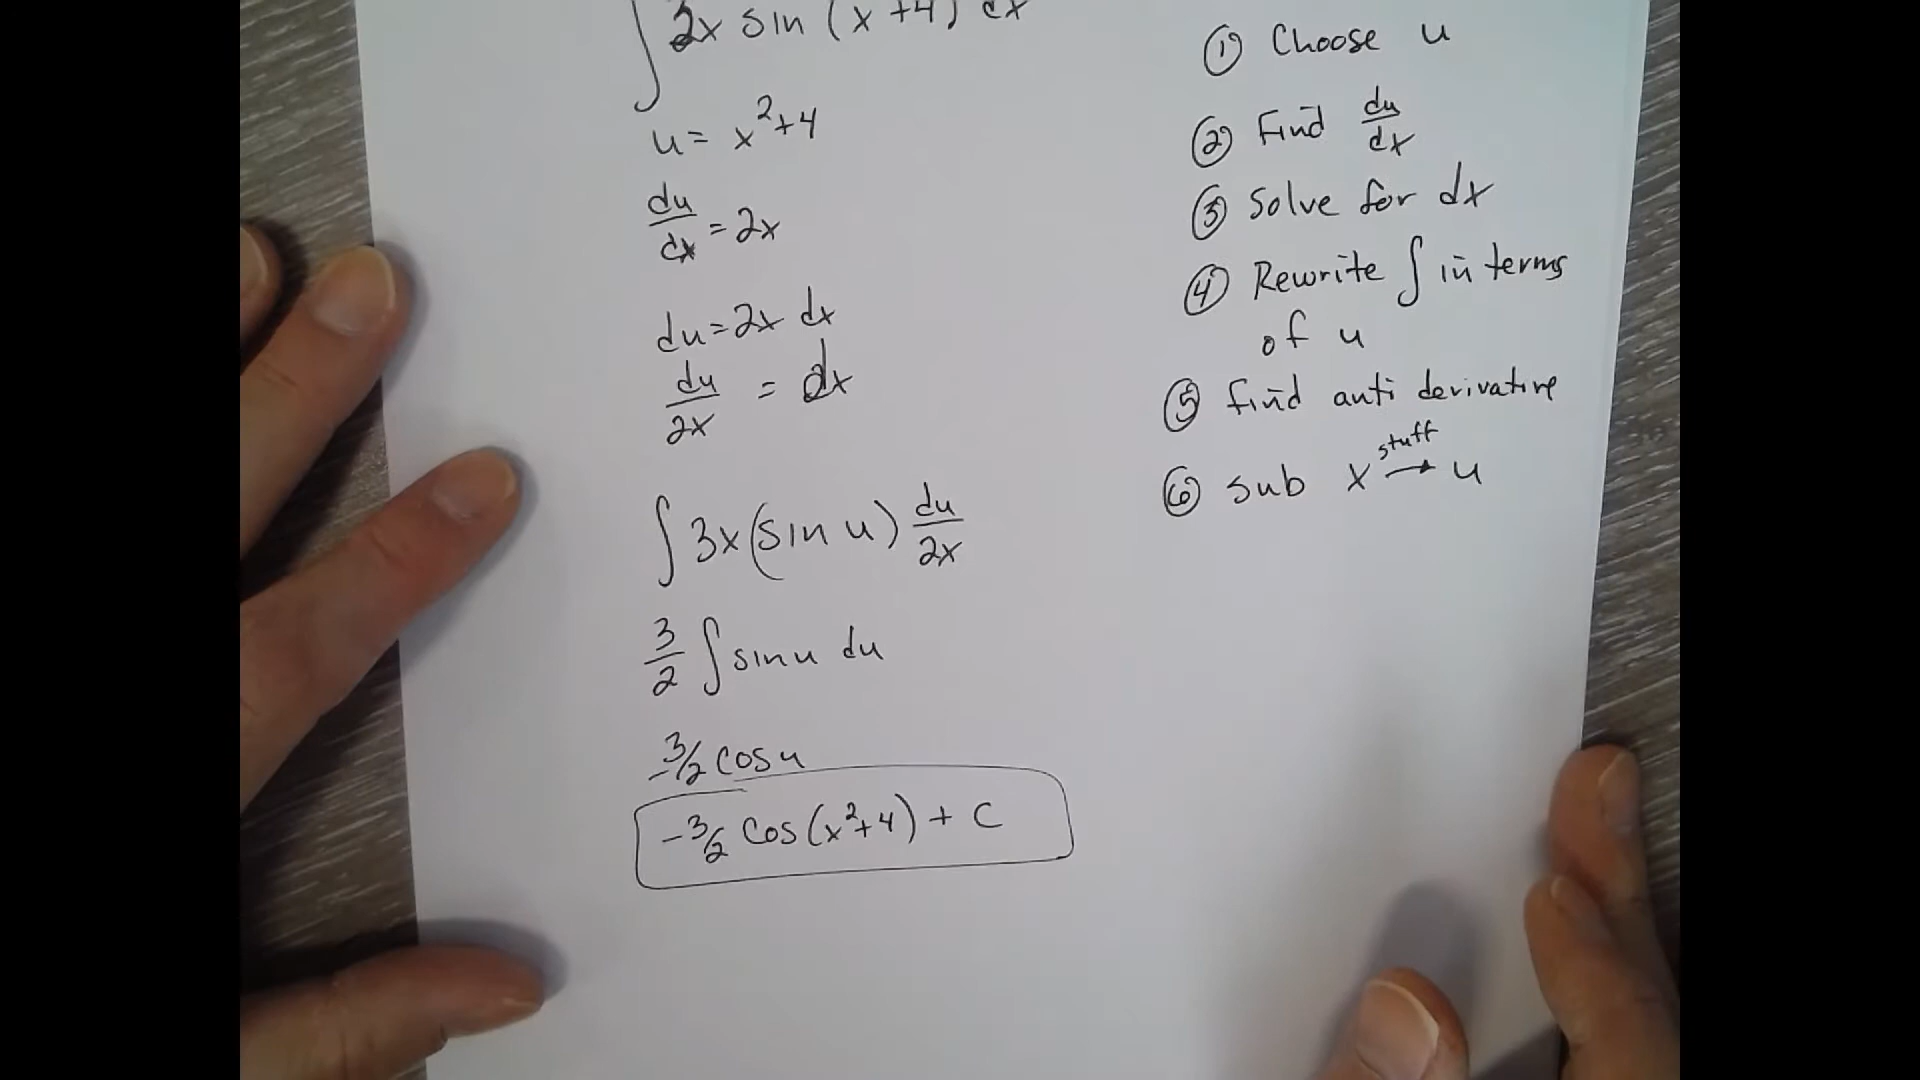 ∫ 2x sin (x +4) dx
u = x²+4
du/dx = 2x
du = 2x dx
du/2x = dx
∫ 3x (sin u) du/2x
3/2 ∫ sin u du
-3/2 cos u
-3/2 cos (x²+4) + C
① Choose u
② Find du/dx
③ Solve for dx
④ Rewrite ∫ in terms
of u
⑤ find anti derivative
stuff
⑥ sub x → u